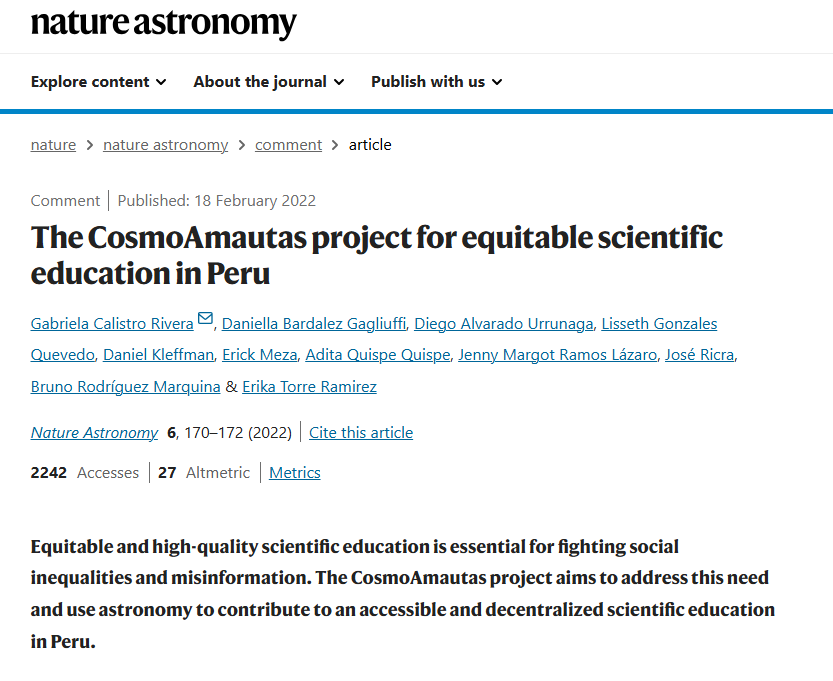 nature astronomy
Explore content About the journal Publish with us
nature > nature astronomy > comment > article
Comment | Published: 18 February 2022
The CosmoAmautas project for equitable scientific
education in Peru
Gabriela Calistro Rivera, Daniella Bardalez Gagliuffi, Diego Alvarado Urrunaga, Lisseth Gonzales
Quevedo, Daniel Kleffman, Erick Meza, Adita Quispe Quispe, Jenny Margot Ramos Lázaro, José Ricra,
Bruno Rodríguez Marquina & Erika Torre Ramirez
Nature Astronomy 6, 170–172 (2022) | Cite this article
2242 Accesses | 27 Altmetric | Metrics
Equitable and high-quality scientific education is essential for fighting social
inequalities and misinformation. The CosmoAmautas project aims to address this need
and use astronomy to contribute to an accessible and decentralized scientific education
in Peru.